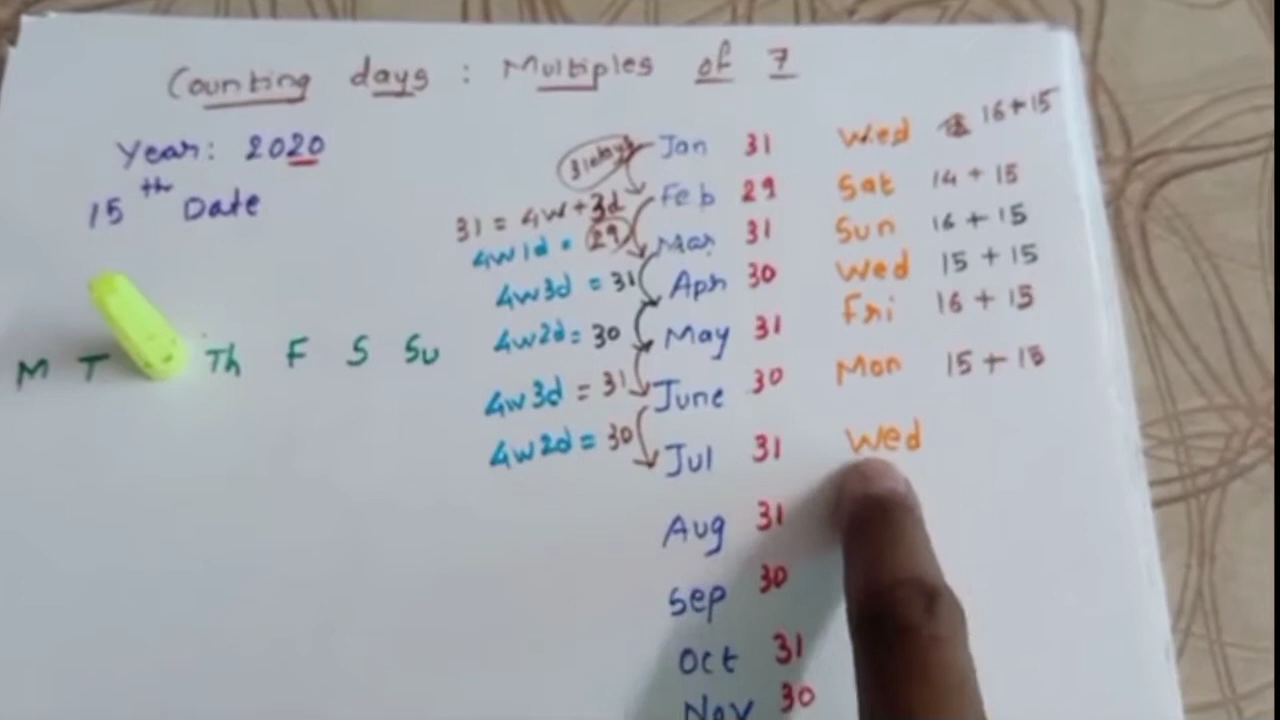 Counting days : Multiples of 7
Year: 2020
15th Date
M T Th F S Su
31days
31 = 4w+3d
4w1d = 29
4w3d = 31
4w2d = 30
4w3d = 31
4w2d = 30
Jan 31 Wed 16+15
Feb 29 Sat 14 + 15
Mar 31 Sun 16 + 15
Apr 30 Wed 15 + 15
May 31 Fri 16 + 15
June 30 Mon 15 + 15
Jul 31 Wed
Aug 31
Sep 30
Oct 31
Nov 30